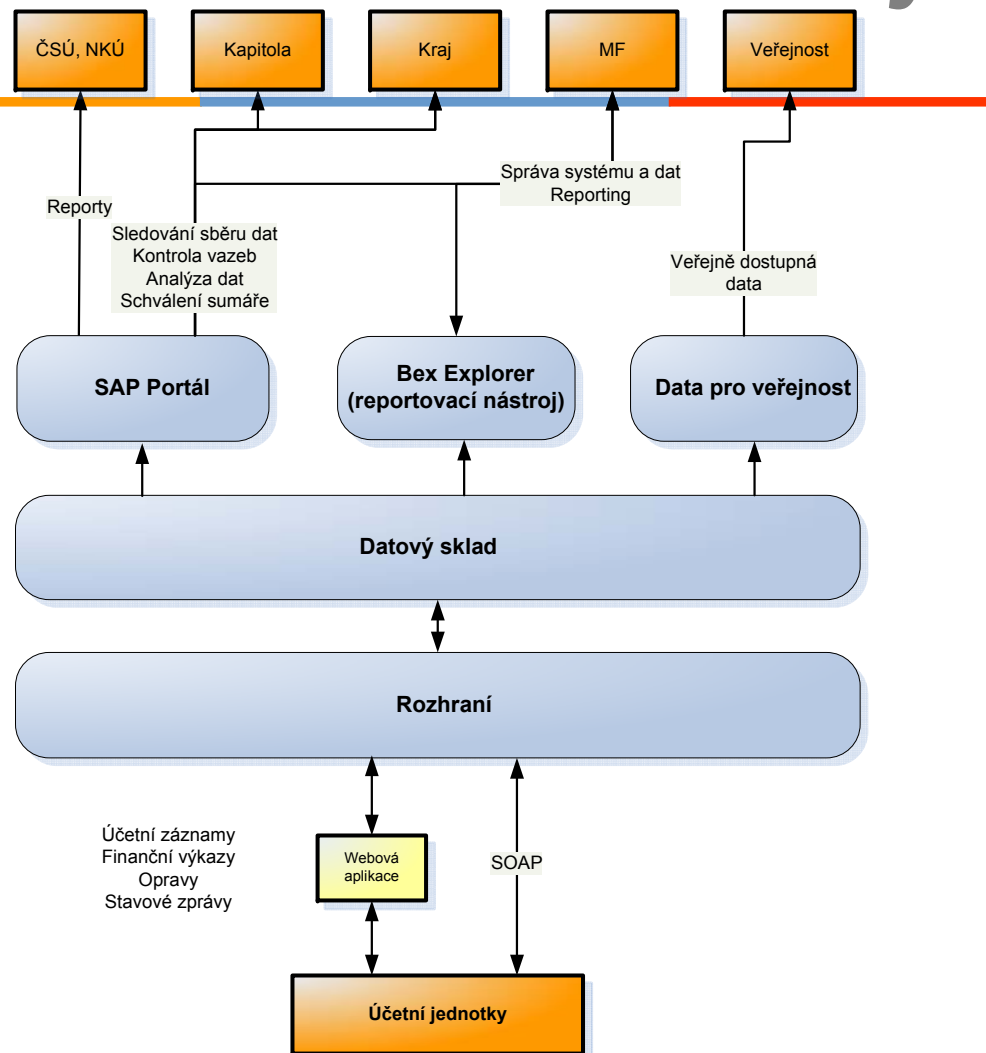 ČSÚ, NKÚ
Kapitola
Kraj
MF
Veřejnost
Správa systému a dat
Reporting
Reporty
Sledování sběru dat
Kontrola vazeb
Analýza dat
Schválení sumáře
Veřejně dostupná
data
SAP Portál
Bex Explorer
(reportovací nástroj)
Data pro veřejnost
Datový sklad
Rozhraní
Účetní záznamy
Finanční výkazy
Opravy
Stavové zprávy
Webová
aplikace
SOAP
Účetní jednotky